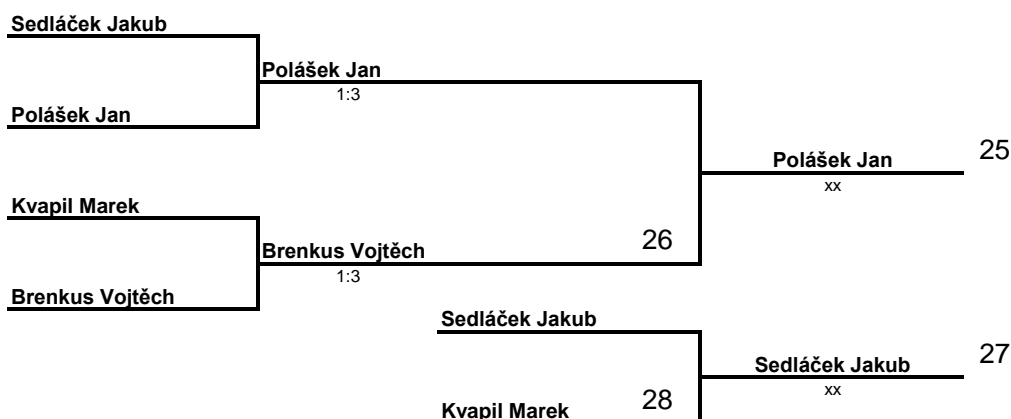 Sedláček Jakub
Polášek Jan
1:3
Polášek Jan
Polášek Jan 25
xx
Kvapil Marek
Brenkus Vojtěch 26
1:3
Brenkus Vojtěch
Sedláček Jakub
Sedláček Jakub 27
xx
Kvapil Marek 28